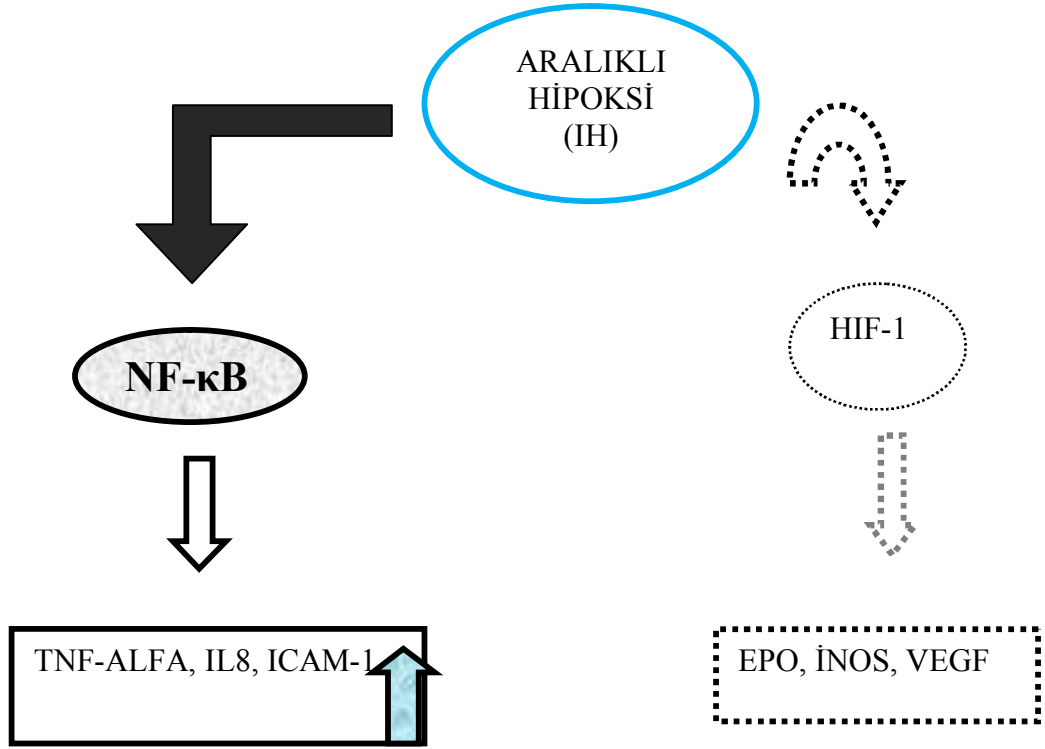 ARALIKLI
HİPOKSİ
(IH)
HIF-1
NF-κB
TNF-ALFA, IL8, ICAM-1
EPO, İNOS, VEGF